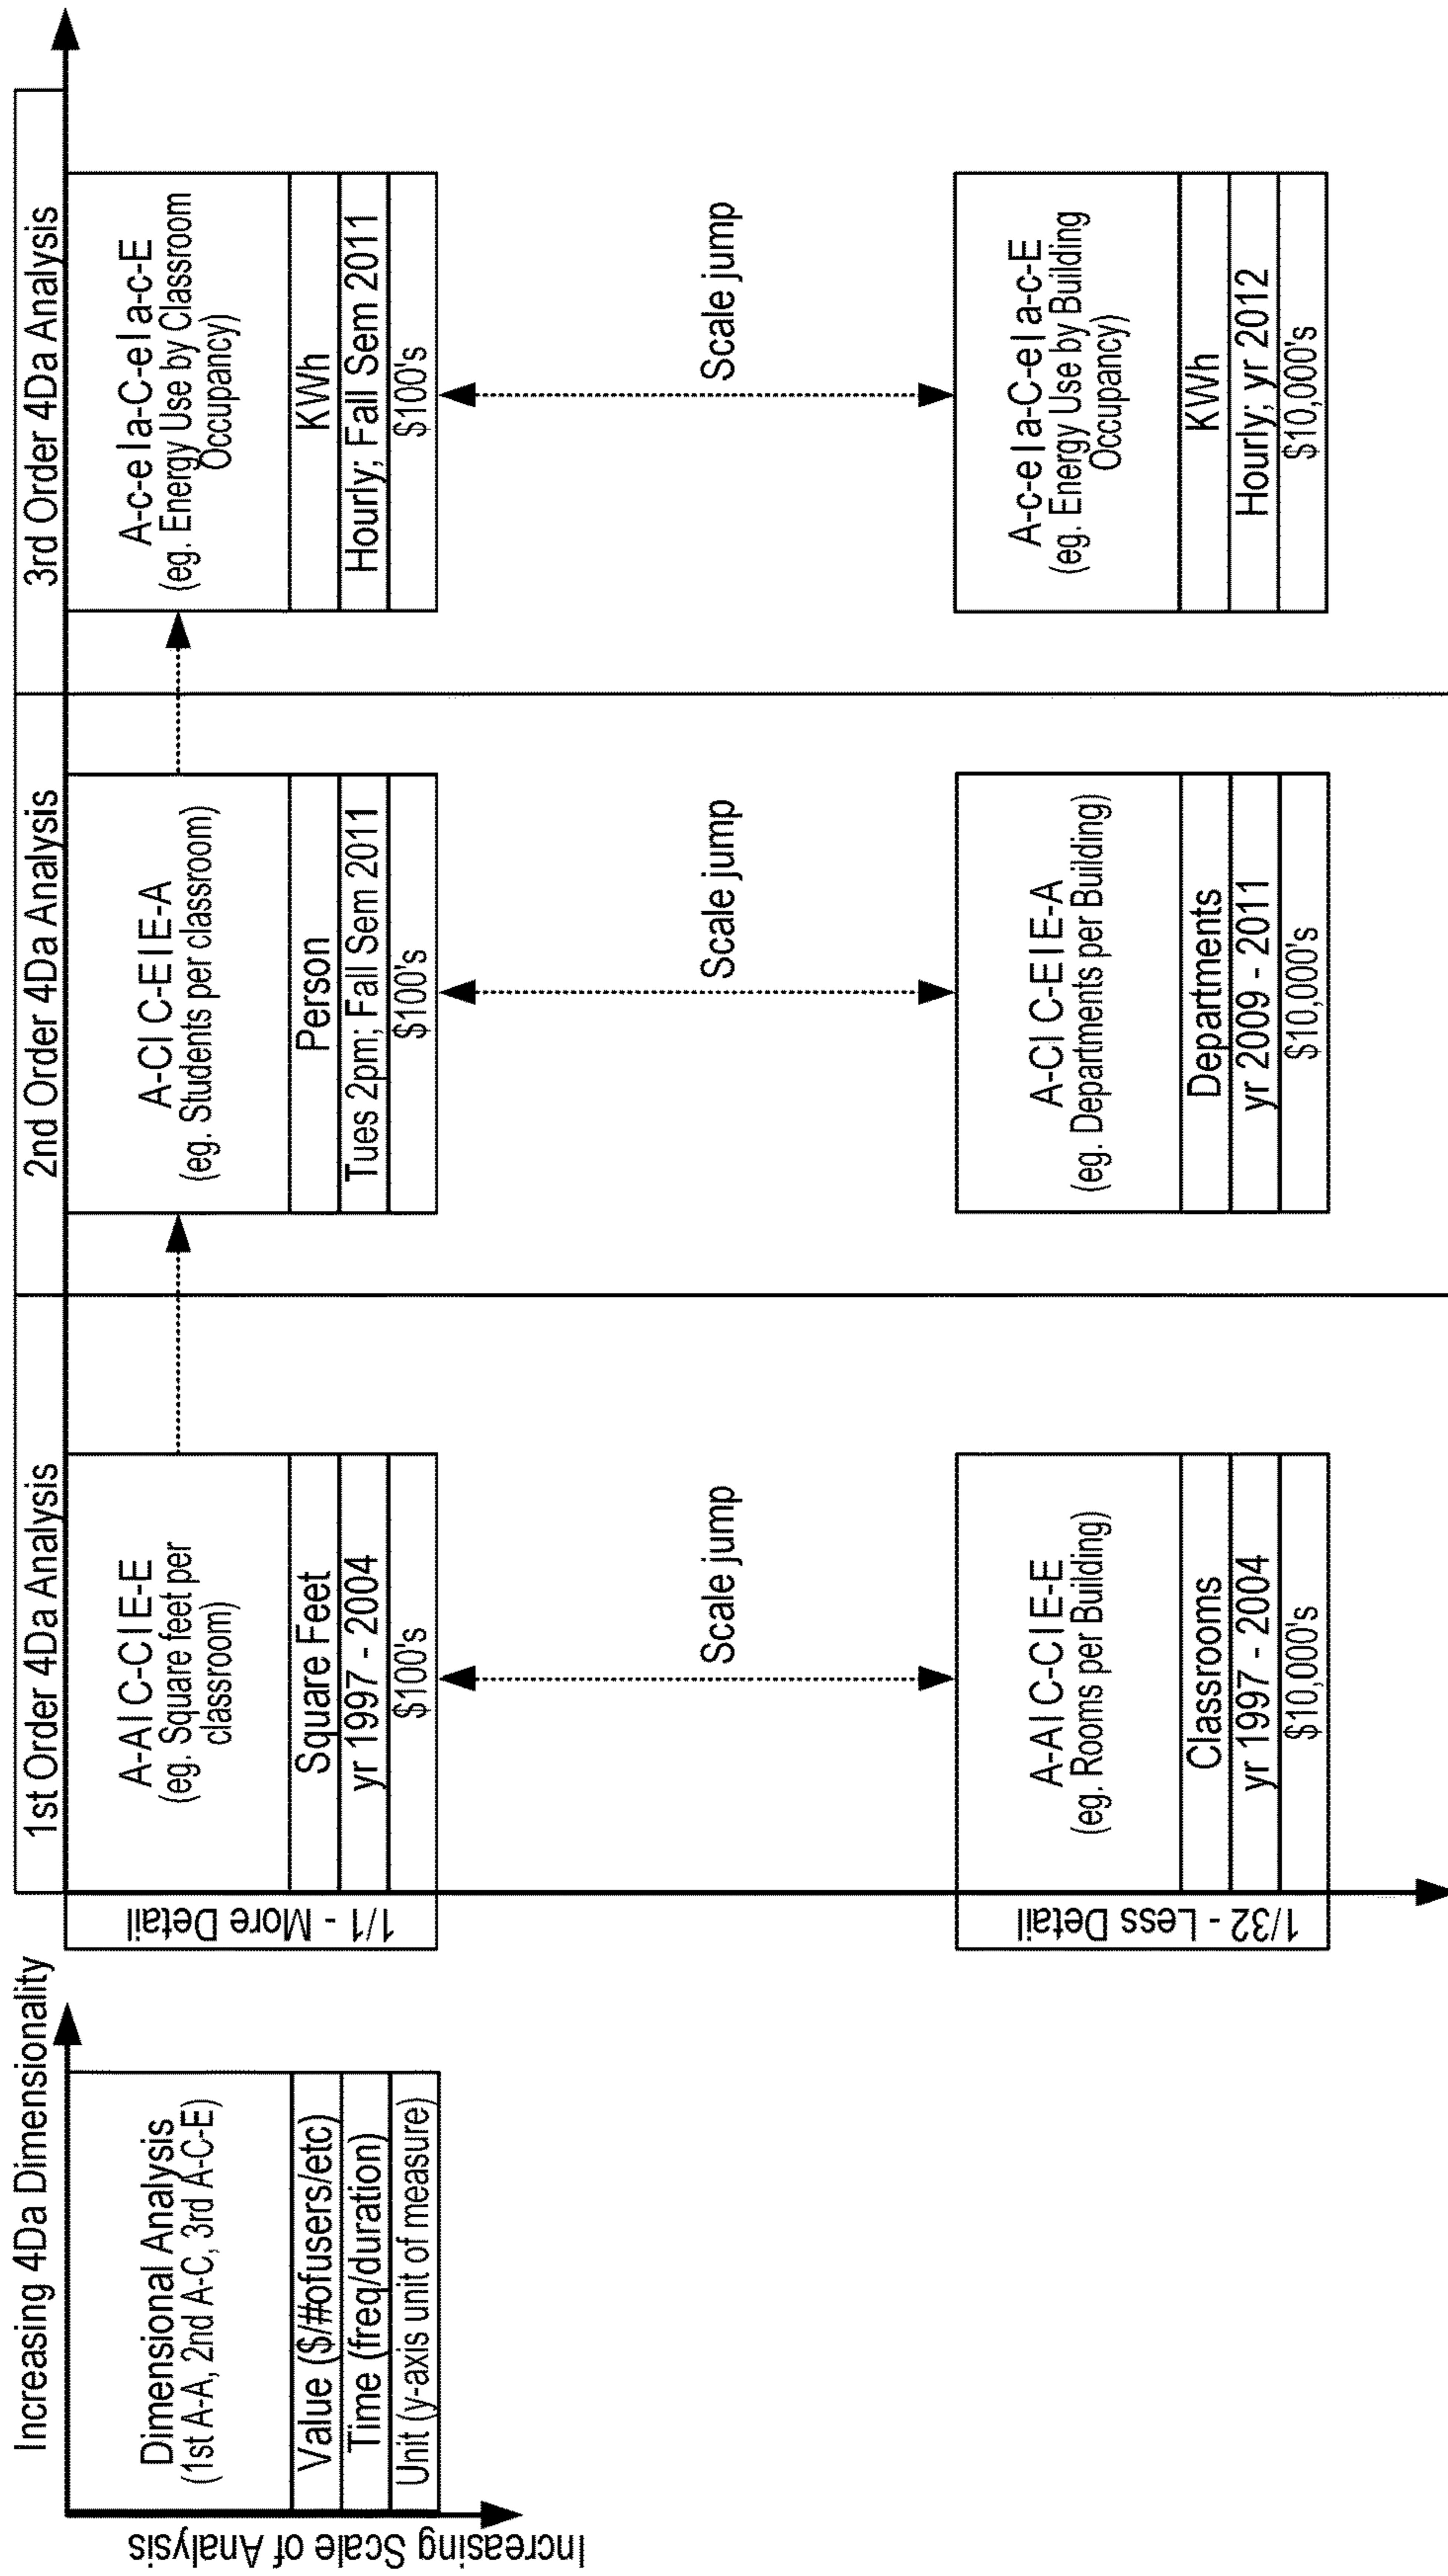 Increasing 4Da Dimensionality
Increasing Scale of Analysis
Dimensional Analysis
(1st A-A, 2nd A-C, 3rd A-C-E)
Value ($/#ofusers/etc)
Time (freq/duration)
Unit (y-axis unit of measure)
1st Order 4Da Analysis
2nd Order 4Da Analysis
3rd Order 4Da Analysis
1/1 - More Detail
A-A I C-C I E-E
(eg. Square feet per
classroom)
Square Feet
yr 1997 - 2004
$100's
A-C I C-E I E-A
(eg. Students per classroom)
Person
Tues 2pm; Fall Sem 2011
$100's
A-c-e I a-C-e I a-c-E
(eg. Energy Use by Classroom
Occupancy)
KWh
Hourly; Fall Sem 2011
$100's
Scale jump
Scale jump
Scale jump
1/32 - Less Detail
A-A I C-C I E-E
(eg. Rooms per Building)
Classrooms
yr 1997 - 2004
$10,000's
A-C I C-E I E-A
(eg. Departments per Building)
Departments
yr 2009 - 2011
$10,000's
A-c-e I a-C-e I a-c-E
(eg. Energy Use by Building
Occupancy)
KWh
Hourly; yr 2012
$10,000's